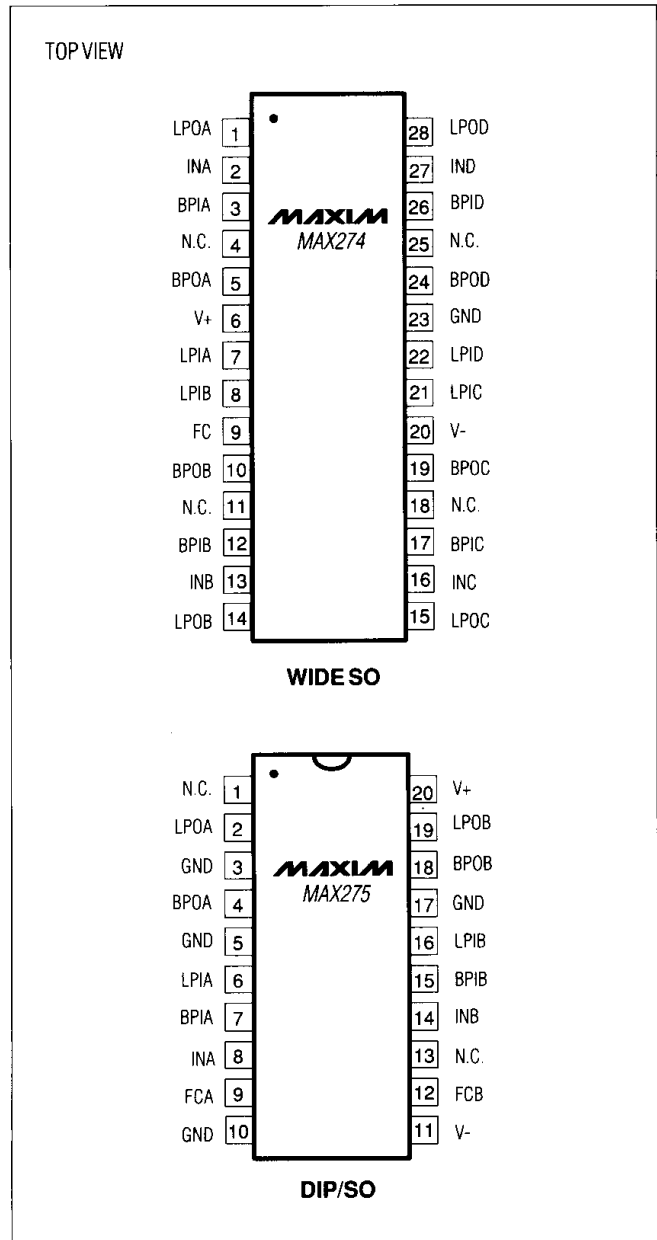 TOP VIEW
LPOA 1 28 LPOD
INA 2 27 IND
BPIA 3 MAXIM 26 BPID
N.C. 4 MAX274 25 N.C.
BPOA 5 24 BPOD
V+ 6 23 GND
LPIA 7 22 LPID
LPIB 8 21 LPIC
FC 9 20 V-
BPOB 10 19 BPOC
N.C. 11 18 N.C.
BPIB 12 17 BPIC
INB 13 16 INC
LPOB 14 15 LPOC
WIDE SO
N.C. 1 20 V+
LPOA 2 19 LPOB
GND 3 MAXIM 18 BPOB
BPOA 4 MAX275 17 GND
GND 5 16 LPIB
LPIA 6 15 BPIB
BPIA 7 14 INB
INA 8 13 N.C.
FCA 9 12 FCB
GND 10 11 V-
DIP/SO